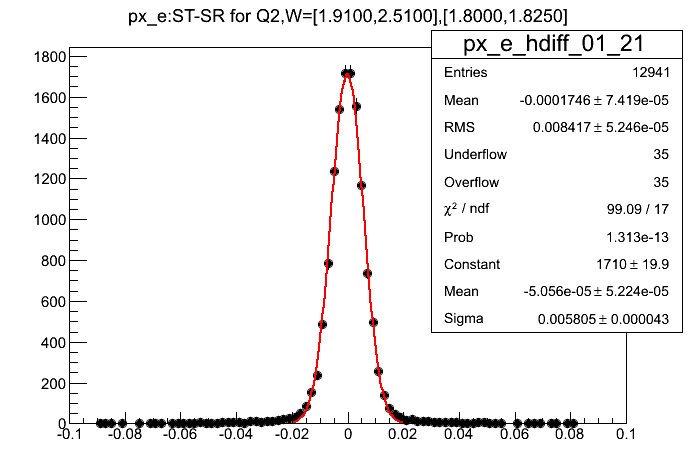 px_e:ST-SR for Q2,W=[1.9100,2.5100],[1.8000,1.8250]
px_e_hdiff_01_21
Entries 12941
Mean -0.0001746 ± 7.419e-05
RMS 0.008417 ± 5.246e-05
Underflow 35
Overflow 35
χ² / ndf 99.09 / 17
Prob 1.313e-13
Constant 1710 ± 19.9
Mean -5.056e-05 ± 5.224e-05
Sigma 0.005805 ± 0.000043
1800
1600
1400
1200
1000
800
600
400
200
0
-0.1 -0.08 -0.06 -0.04 -0.02 0 0.02 0.04 0.06 0.08 0.1